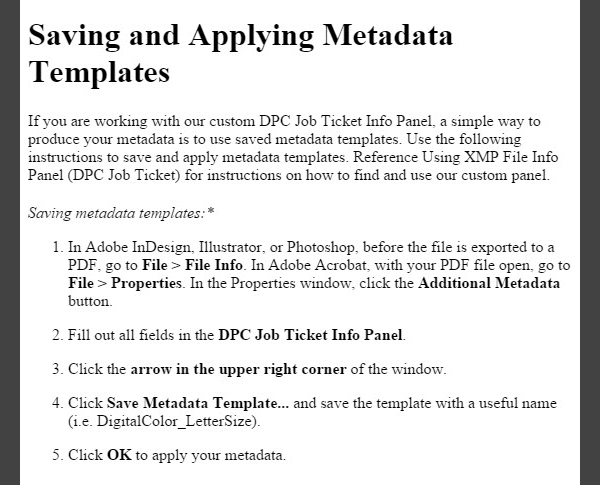 Saving and Applying Metadata
Templates
If you are working with our custom DPC Job Ticket Info Panel, a simple way to
produce your metadata is to use saved metadata templates. Use the following
instructions to save and apply metadata templates. Reference Using XMP File Info
Panel (DPC Job Ticket) for instructions on how to find and use our custom panel.
Saving metadata templates:*
1. In Adobe InDesign, Illustrator, or Photoshop, before the file is exported to a
PDF, go to File > File Info. In Adobe Acrobat, with your PDF file open, go to
File > Properties. In the Properties window, click the Additional Metadata
button.
2. Fill out all fields in the DPC Job Ticket Info Panel.
3. Click the arrow in the upper right corner of the window.
4. Click Save Metadata Template... and save the template with a useful name
(i.e. DigitalColor_LetterSize).
5. Click OK to apply your metadata.